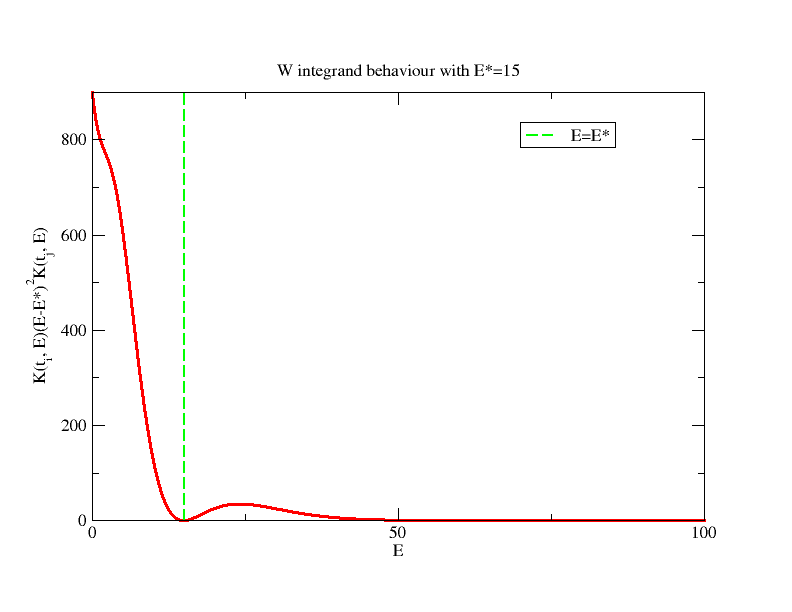 W integrand behaviour with E*=15
E=E*
K(t_i, E)(E-E*)^2K(t_j, E)
800
600
400
200
0
0
50
100
E